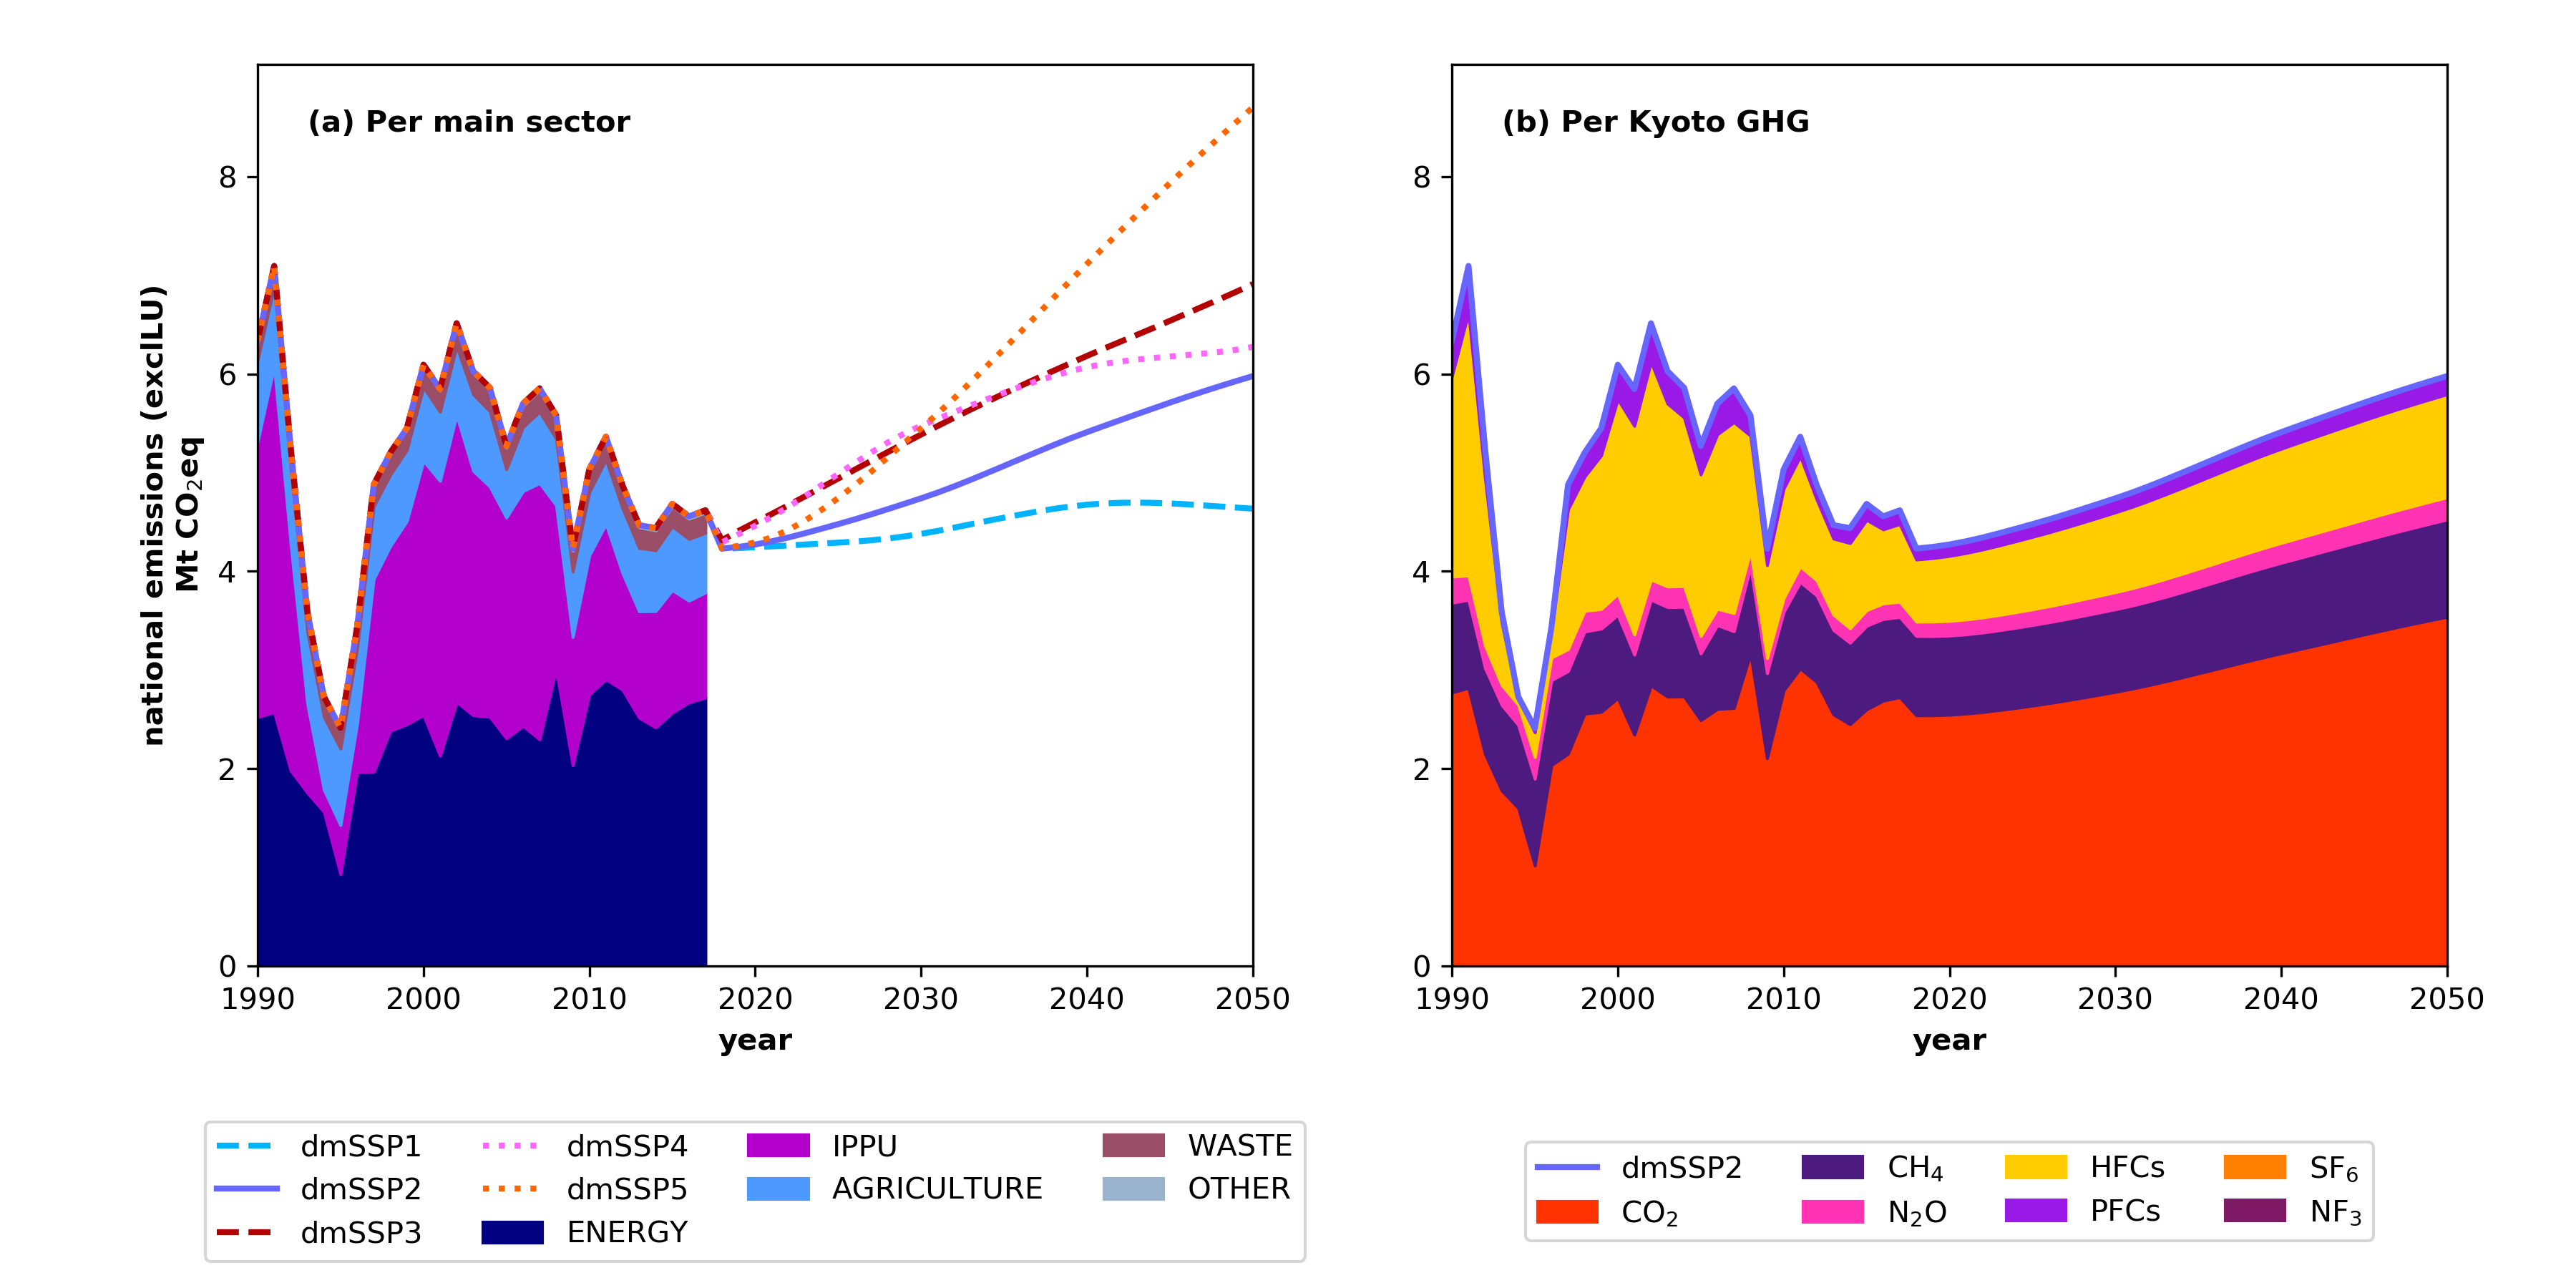 (a) Per main sector
national emissions (exclLU)
Mt CO₂eq
8
6
4
2
0
1990 2000 2010 2020 2030 2040 2050
year
dmSSP1 dmSSP4 IPPU WASTE
dmSSP2 dmSSP5 AGRICULTURE OTHER
dmSSP3 ENERGY
(b) Per Kyoto GHG
8
6
4
2
0
1990 2000 2010 2020 2030 2040 2050
year
dmSSP2 CH₄ HFCs SF₆
CO₂ N₂O PFCs NF₃